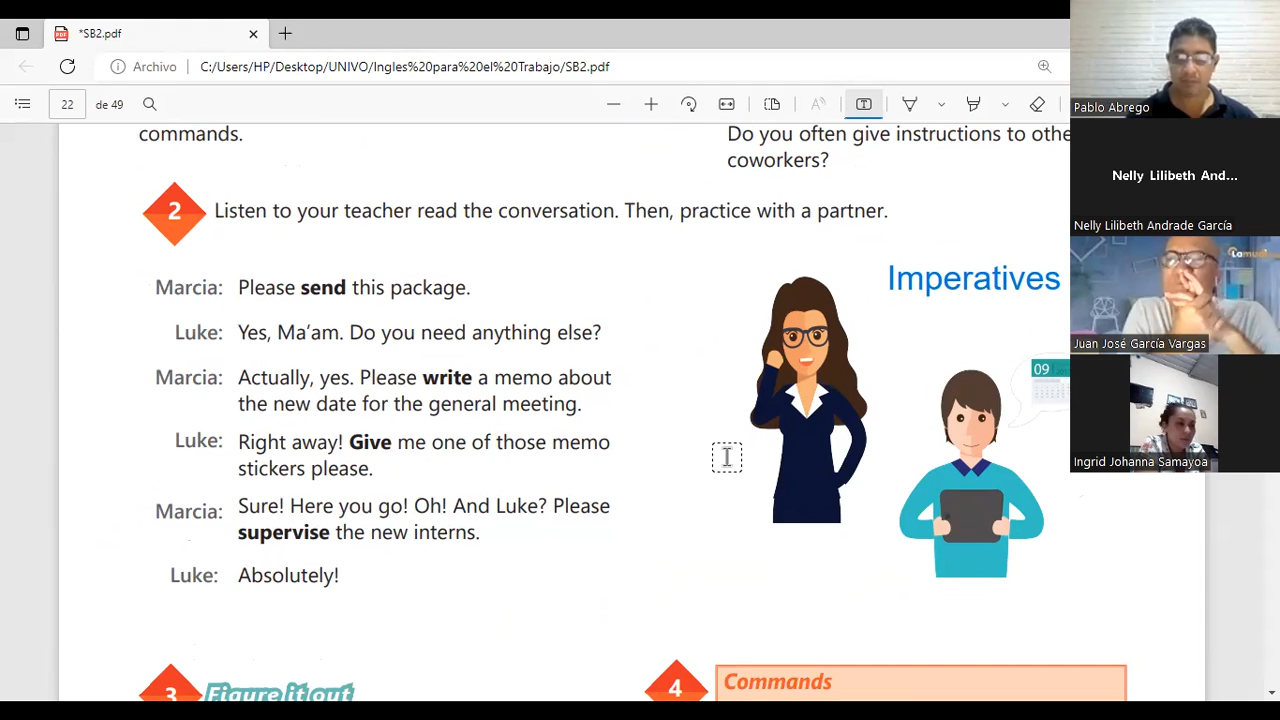 *SB2.pdf
Archivo
C:/Users/HP/Desktop/UNIVO/Ingles%20para%20el%20Trabajo/SB2.pdf
22 de 49
commands.
Do you often give instructions to othe
coworkers?
2 Listen to your teacher read the conversation. Then, practice with a partner.
Imperatives
Marcia: Please send this package.
Luke: Yes, Ma'am. Do you need anything else?
Marcia: Actually, yes. Please write a memo about
the new date for the general meeting.
Luke: Right away! Give me one of those memo
stickers please.
Marcia: Sure! Here you go! Oh! And Luke? Please
supervise the new interns.
Luke: Absolutely!
09
3 Figure it out
4 Commands
Pablo Abrego
Nelly Lilibeth And...
Nelly Lilibeth Andrade García
Juan José García Vargas
Ingrid Johanna Samayoa